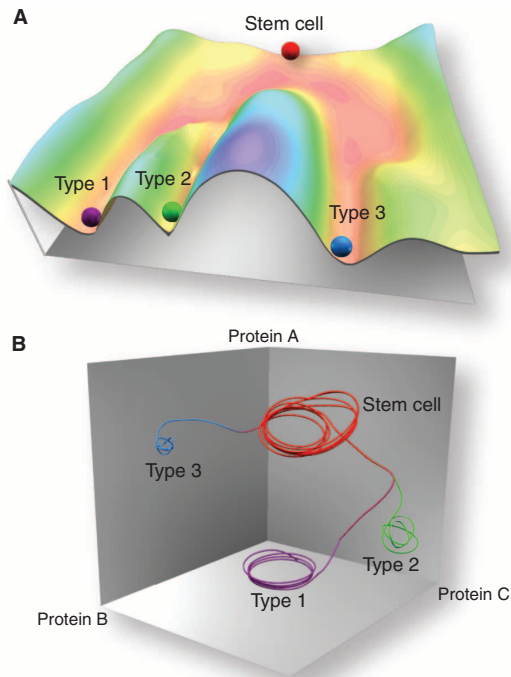 A
Stem cell
Type 1
Type 2
Type 3
B
Protein A
Stem cell
Type 3
Type 2
Type 1
Protein C
Protein B